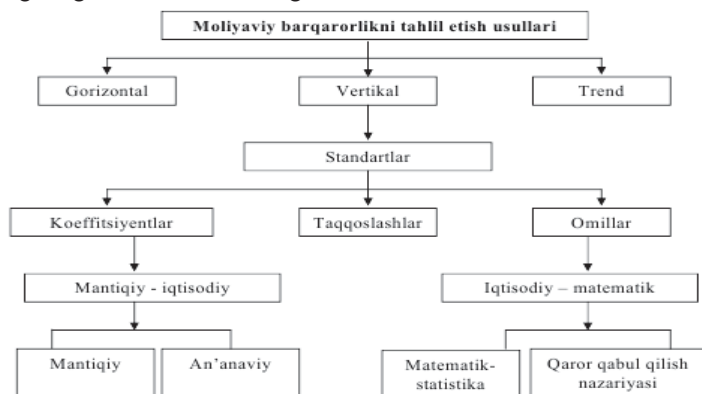 Moliyaviy barqarorlikni tahlil etish usullari
Gorizontal
Vertikal
Trend
Standartlar
Koeffitsiyentlar
Taqqoslashlar
Omillar
Mantiqiy - iqtisodiy
Iqtisodiy – matematik
Mantiqiy
An’anaviy
Matematik-
statistika
Qaror qabul qilish
nazariyasi